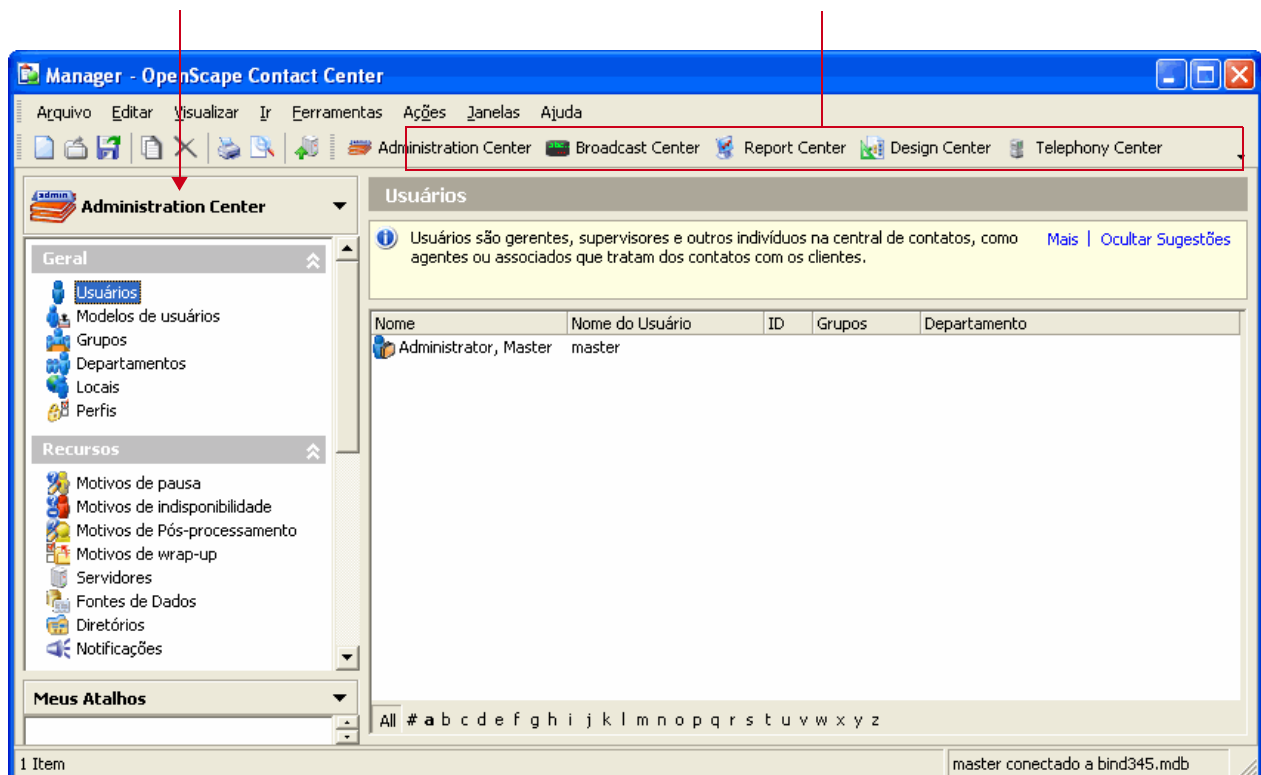 Manager - OpenScape Contact Center
Arquivo Editar Visualizar Ir Ferramentas Ações Janelas Ajuda
Administration Center Broadcast Center Report Center Design Center Telephony Center
admin
Administration Center
Geral
Usuários
Modelos de usuários
Grupos
Departamentos
Locais
Perfis
Recursos
Motivos de pausa
Motivos de indisponibilidade
Motivos de Pós-processamento
Motivos de wrap-up
Servidores
Fontes de Dados
Diretórios
Notificações
Meus Atalhos
Usuários
Usuários são gerentes, supervisores e outros indivíduos na central de contatos, como
agentes ou associados que tratam dos contatos com os clientes.
Mais | Ocultar Sugestões
Nome Nome do Usuário ID Grupos Departamento
Administrator, Master master
All # a b c d e f g h i j k l m n o p q r s t u v w x y z
1 Item
master conectado a bind345.mdb